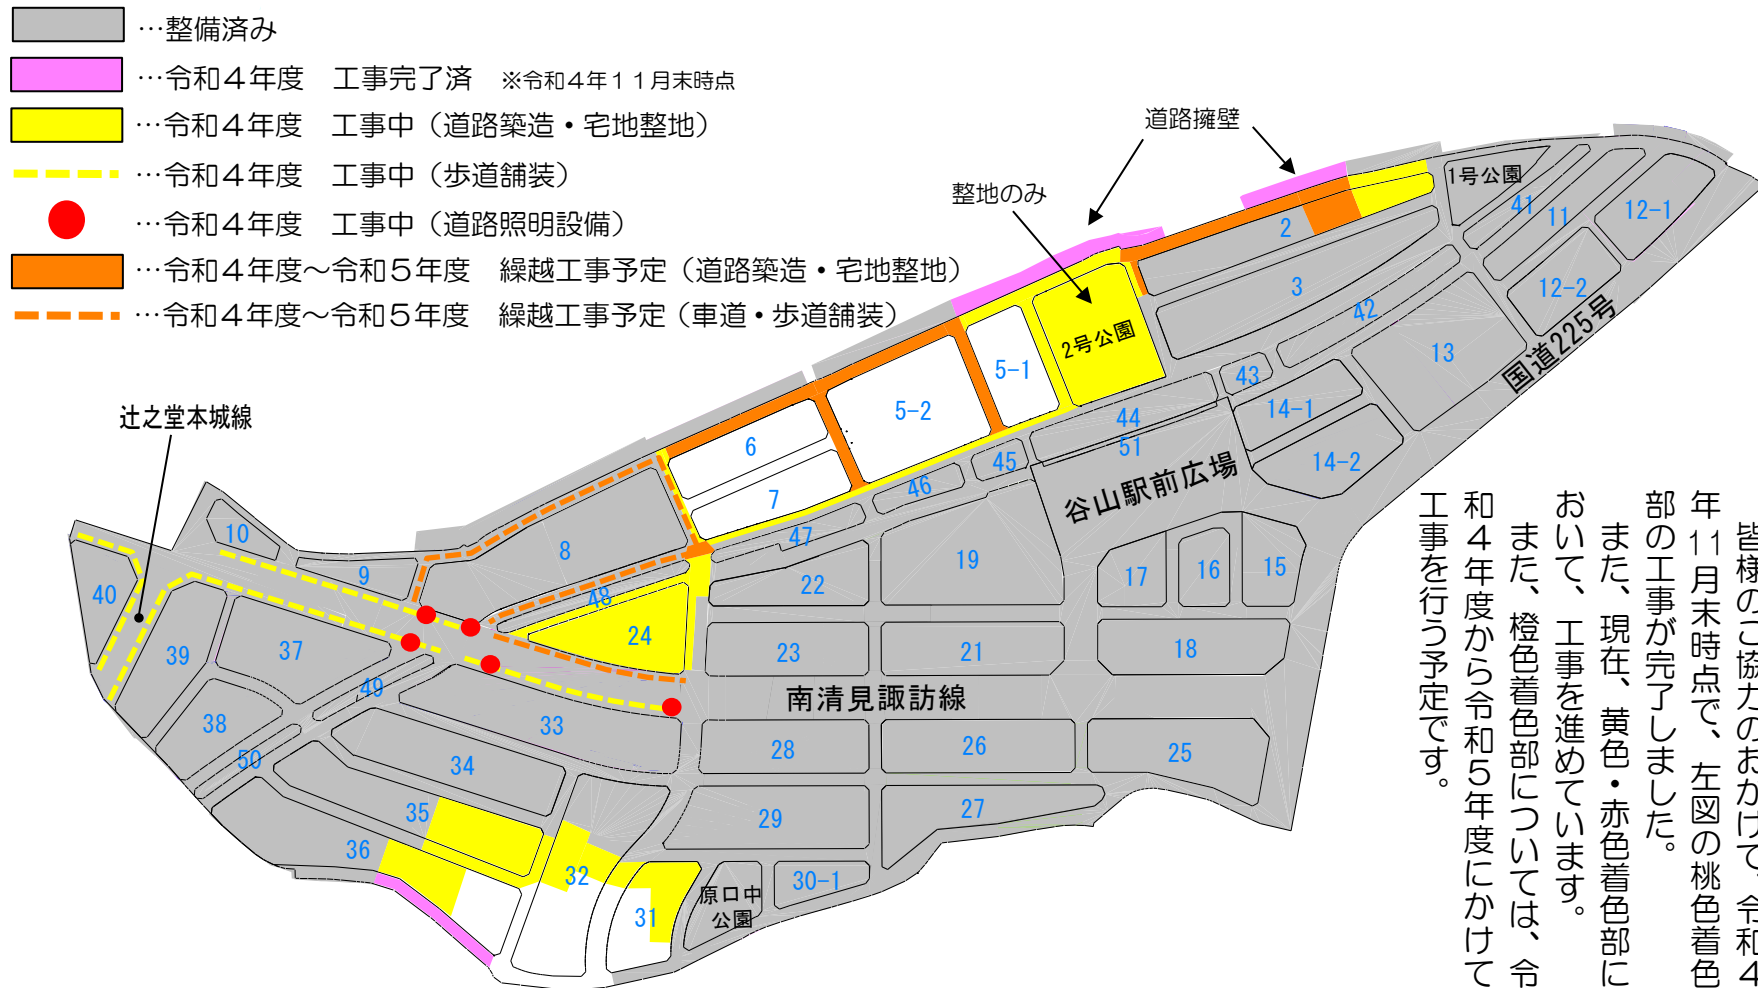 …整備済み
…令和４年度　工事完了済　※令和４年１１月末時点
…令和４年度　工事中（道路築造・宅地整地）
…令和４年度　工事中（歩道舗装）
…令和４年度　工事中（道路照明設備）
…令和４年度～令和５年度　繰越工事予定（道路築造・宅地整地）
…令和４年度～令和５年度　繰越工事予定（車道・歩道舗装）
道路擁壁
整地のみ
1号公園
2号公園
国道225号
辻之堂本城線
谷山駅前広場
南清見諏訪線
原口中
公園
41
11
12-1
2
3
42
12-2
13
5-1
5-2
43
14-1
44
51
14-2
6
45
7
46
47
10
8
9
48
40
19
22
17
16
15
24
39
37
23
21
18
49
38
33
28
26
25
50
34
35
29
27
36
32
30-1
31
皆様のご協力のおかげで、令和４
年11月末時点で、左図の桃色着色
部の工事が完了しました。
また、現在、黄色・赤色着色部に
おいて、工事を進めています。
また、橙色着色部については、令
和４年度から令和５年度にかけて
工事を行う予定です。